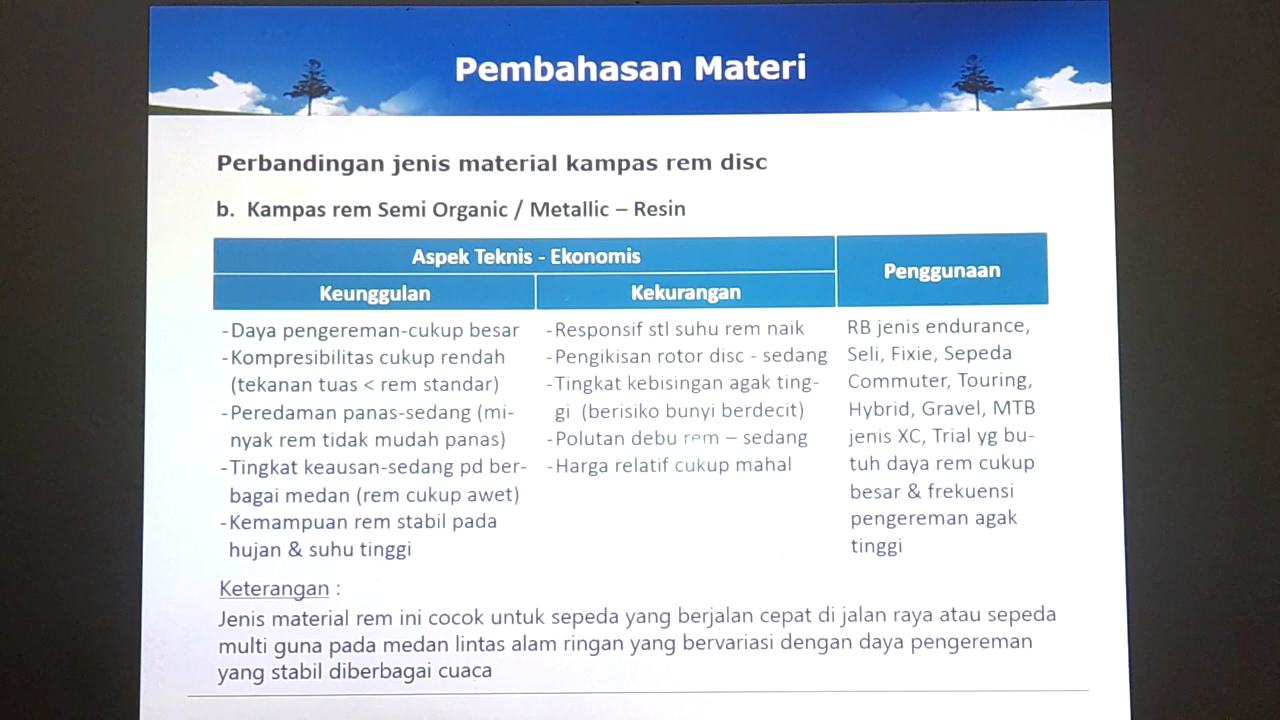 Pembahasan Materi
Perbandingan jenis material kampas rem disc
b. Kampas rem Semi Organic / Metallic – Resin
Aspek Teknis - Ekonomis
Penggunaan
Keunggulan
Kekurangan
-Daya pengereman-cukup besar
-Kompresibilitas cukup rendah
(tekanan tuas < rem standar)
-Peredaman panas-sedang (mi-
nyak rem tidak mudah panas)
-Tingkat keausan-sedang pd ber-
bagai medan (rem cukup awet)
-Kemampuan rem stabil pada
hujan & suhu tinggi
-Responsif stl suhu rem naik
-Pengikisan rotor disc - sedang
-Tingkat kebisingan agak ting-
gi (berisiko bunyi berdecit)
-Polutan debu rem – sedang
-Harga relatif cukup mahal
RB jenis endurance,
Seli, Fixie, Sepeda
Commuter, Touring,
Hybrid, Gravel, MTB
jenis XC, Trial yg bu-
tuh daya rem cukup
besar & frekuensi
pengereman agak
tinggi
Keterangan :
Jenis material rem ini cocok untuk sepeda yang berjalan cepat di jalan raya atau sepeda
multi guna pada medan lintas alam ringan yang bervariasi dengan daya pengereman
yang stabil diberbagai cuaca